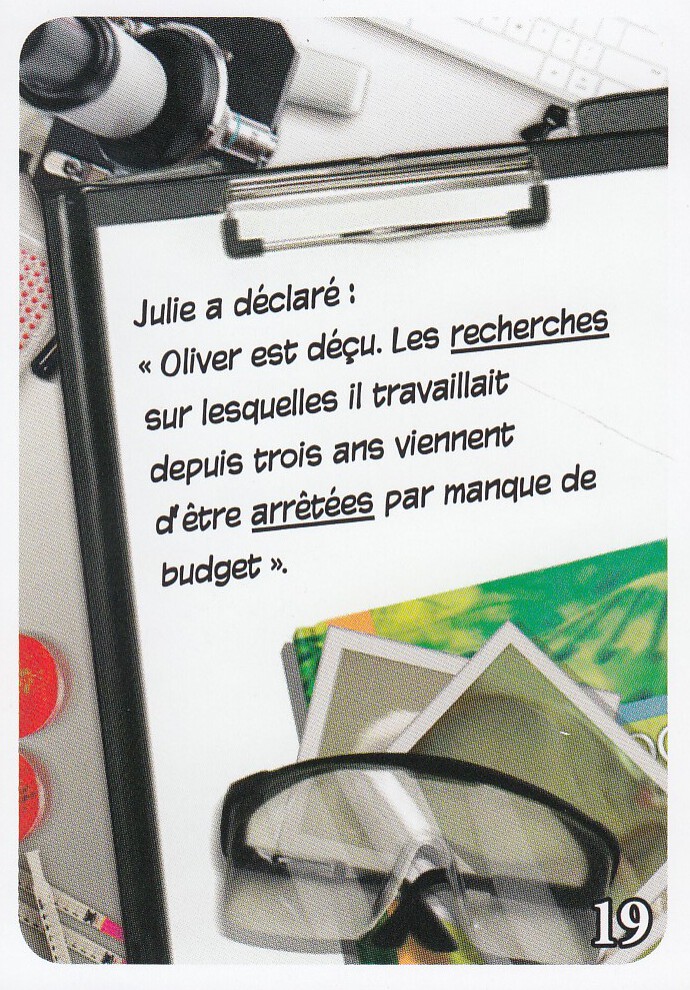 Julie a déclaré :
« Oliver est déçu. Les recherches
sur lesquelles il travaillait
depuis trois ans viennent
d'être arrêtées par manque de
budget ».
19